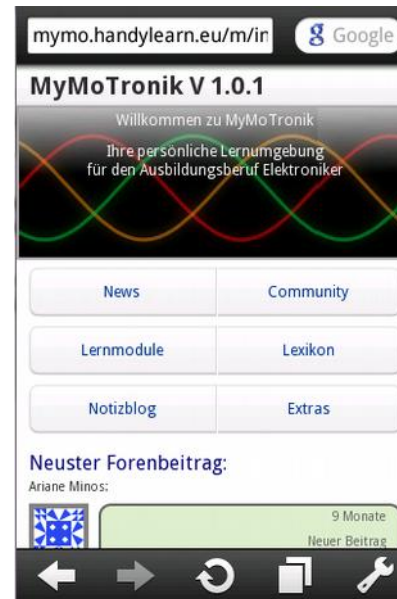 mymo.handylearn.eu/m/in
8 Google
MyMoTronik V 1.0.1
Willkommen zu MyMoTronik
Ihre persönliche Lernumgebung
für den Ausbildungsberuf Elektroniker
News Community
Lernmodule Lexikon
Notizblog Extras
Neuster Forenbeitrag:
Ariane Minos:
9 Monate
Neuer Beitrag